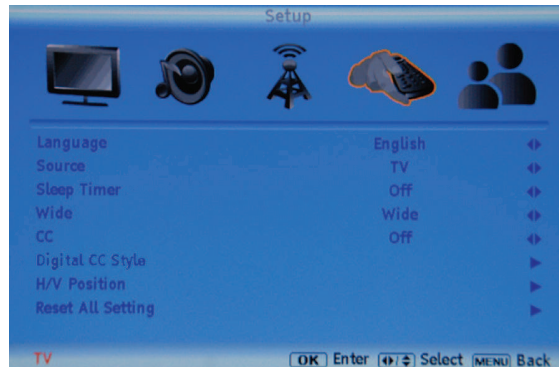 Setup
Language English
Source TV
Sleep Timer Off
Wide Wide
CC Off
Digital CC Style
H/V Position
Reset All Setting
TV OK Enter Select MENU Back